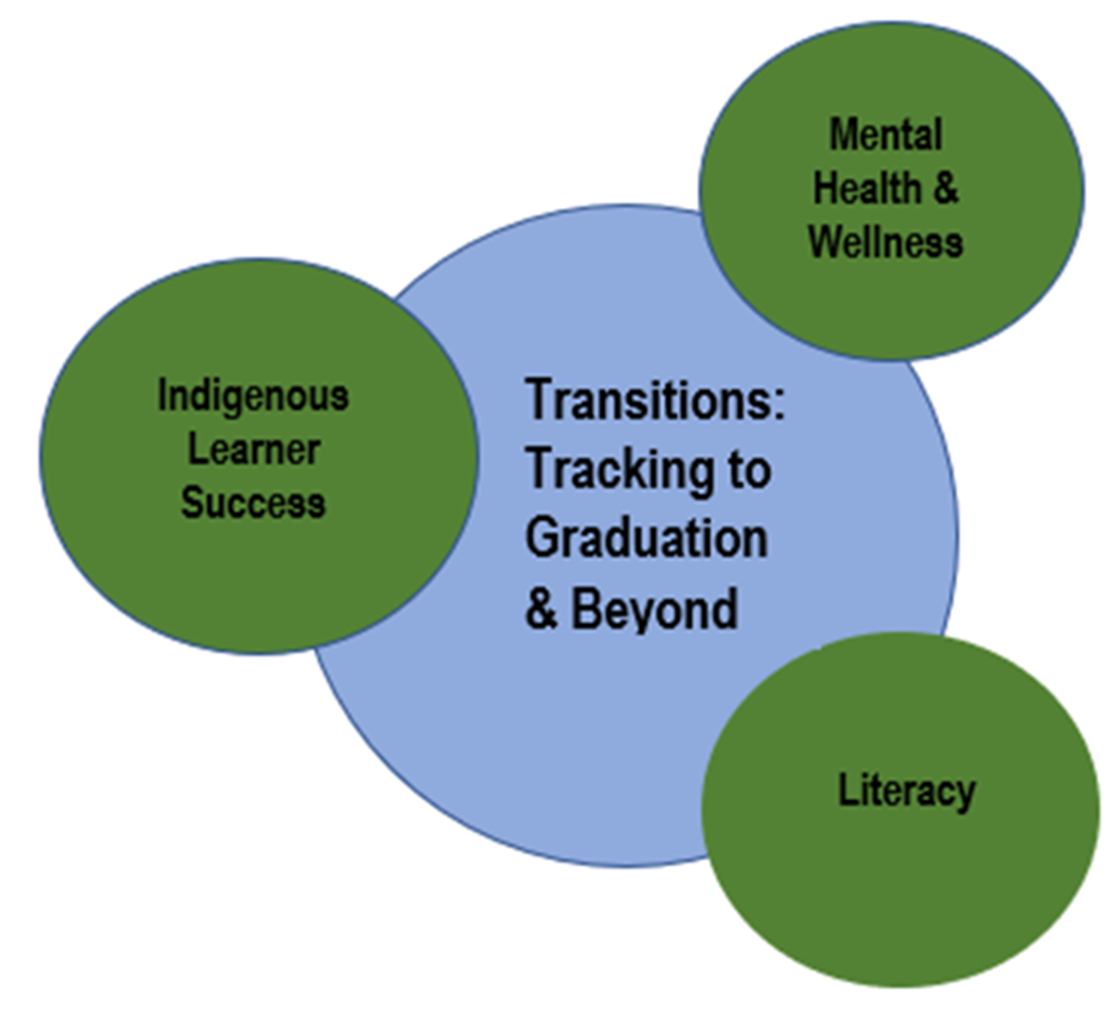 Mental
Health &
Wellness
Indigenous
Learner
Success
Transitions:
Tracking to
Graduation
& Beyond
Literacy